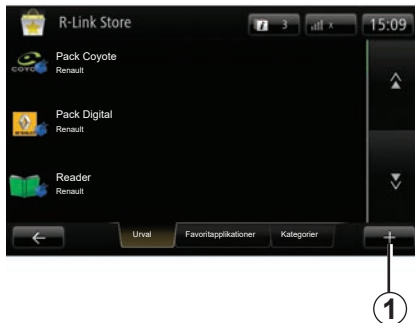 R-Link Store
i 3
x
15:09
COYOTE
Pack Coyote
Renault
Pack Digital
Renault
Reader
Renault
Urval
Favoritapplikationer
Kategorier
+
1